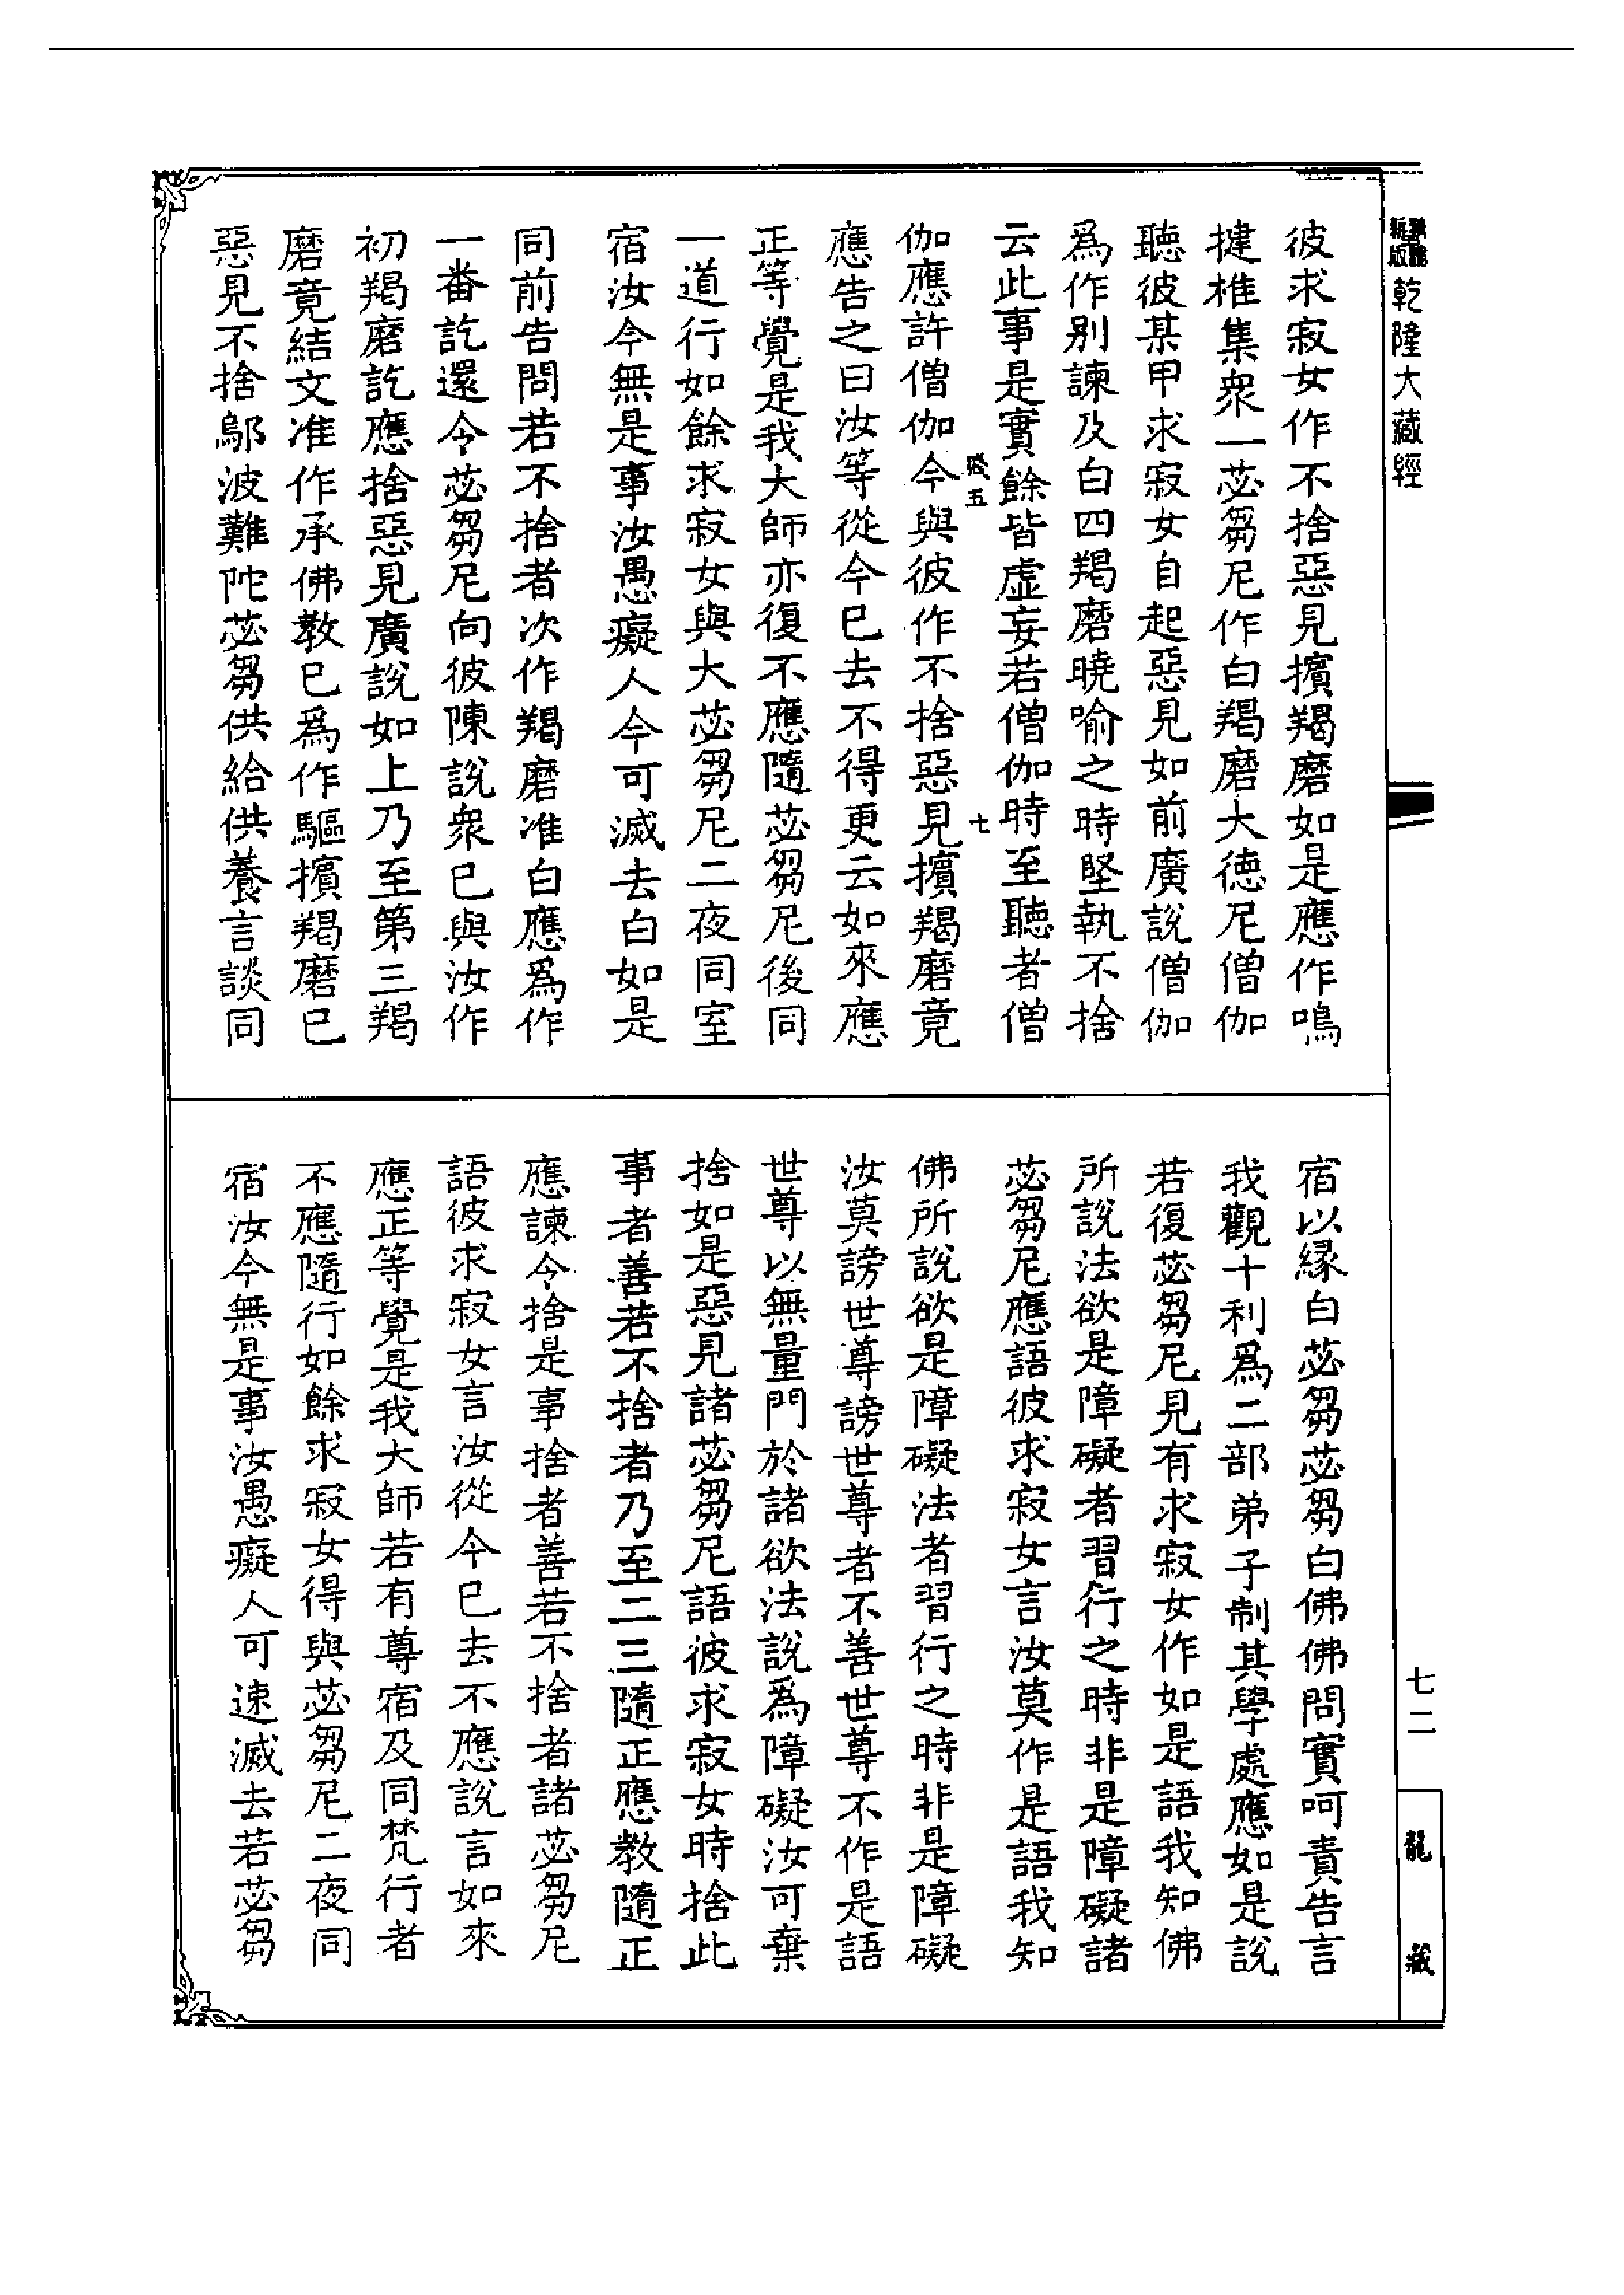 乾隆大藏經
彼求寂女作不捨惡見擯羯磨如是應作鳴
揵椎集衆一苾芻尼作白羯磨大德尼僧伽
聽彼某甲求寂女自起惡見如前廣說僧伽
爲作別諫及白四羯磨曉喻之時堅執不捨
云此事是實餘皆虛妄若僧伽時至聽者僧
五
七
伽應許僧伽今與彼作不捨惡見擯羯磨竟
應告之曰汝等從今已去不得更云如來應
正等覺是我大師亦復不應隨苾芻尼後同
一道行如餘求寂女與大苾芻尼二夜同室
宿汝今無是事汝愚癡人今可滅去白如是
同前告問若不捨者次作羯磨准白應爲作
一番訖還令苾芻尼向彼陳說衆已與汝作
初羯磨訖應捨惡見廣說如上乃至第三羯
磨竟結文准作承佛教已爲作驅擯羯磨已
惡見不捨鄔波難陀苾芻供給供養言談同
宿以緣白苾芻苾芻白佛佛問實呵責告言
我觀十利爲二部弟子制其學處應如是說
若復苾芻尼見有求寂女作如是語我知佛
所說法欲是障礙者習行之時非是障礙諸
苾芻尼應語彼求寂女言汝莫作是語我知
佛所說欲是障礙法者習行之時非是障礙
汝莫謗世尊謗世尊者不善世尊不作是語
世尊以無量門於諸欲法說爲障礙汝可棄
捨如是惡見諸苾芻尼語彼求寂女時捨此
事者善若不捨者乃至二三隨正應教隨正
應諫令捨是事捨者善若不捨者諸苾芻尼
語彼求寂女言汝從今已去不應說言如來
應正等覺是我大師若有尊宿及同梵行者
不應隨行如餘求寂女得與苾芻尼二夜同
宿汝今無是事汝愚癡人可速滅去若苾芻
七二
龍藏